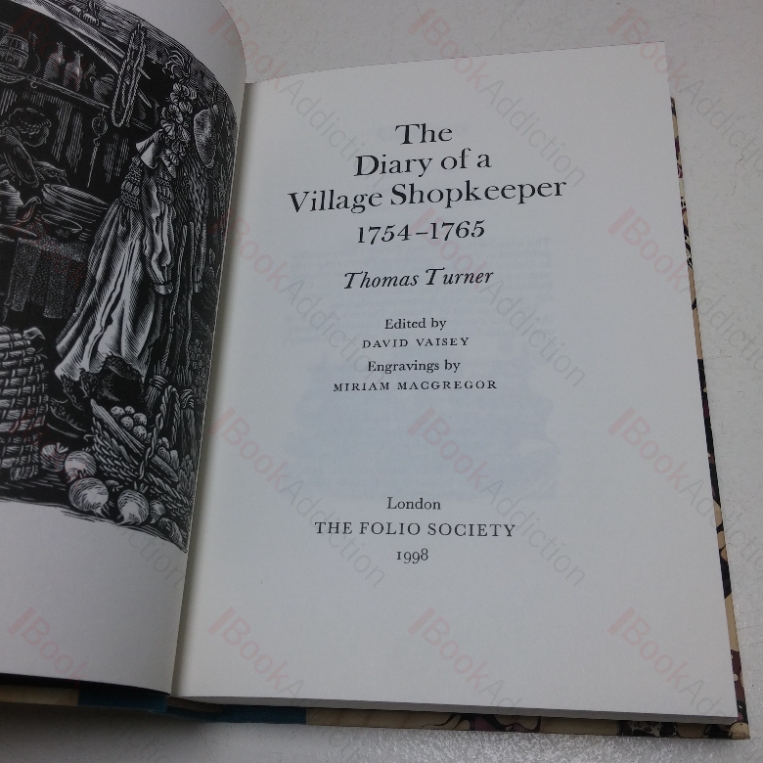 The
Diary of a
Village Shopkeeper
1754–1765
Thomas Turner
Edited by
DAVID VAISEY
Engravings by
MIRIAM MACGREGOR
London
THE FOLIO SOCIETY
1998
BookAddiction